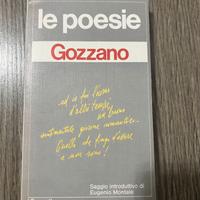 le poesie
Gozzano
ed io fui l'uomo
d'altri tempi,
un buono
sentimentale giovine romantico...
Quello che fingo d'essere
e non sono!
Saggio introduttivo di
Eugenio Montale